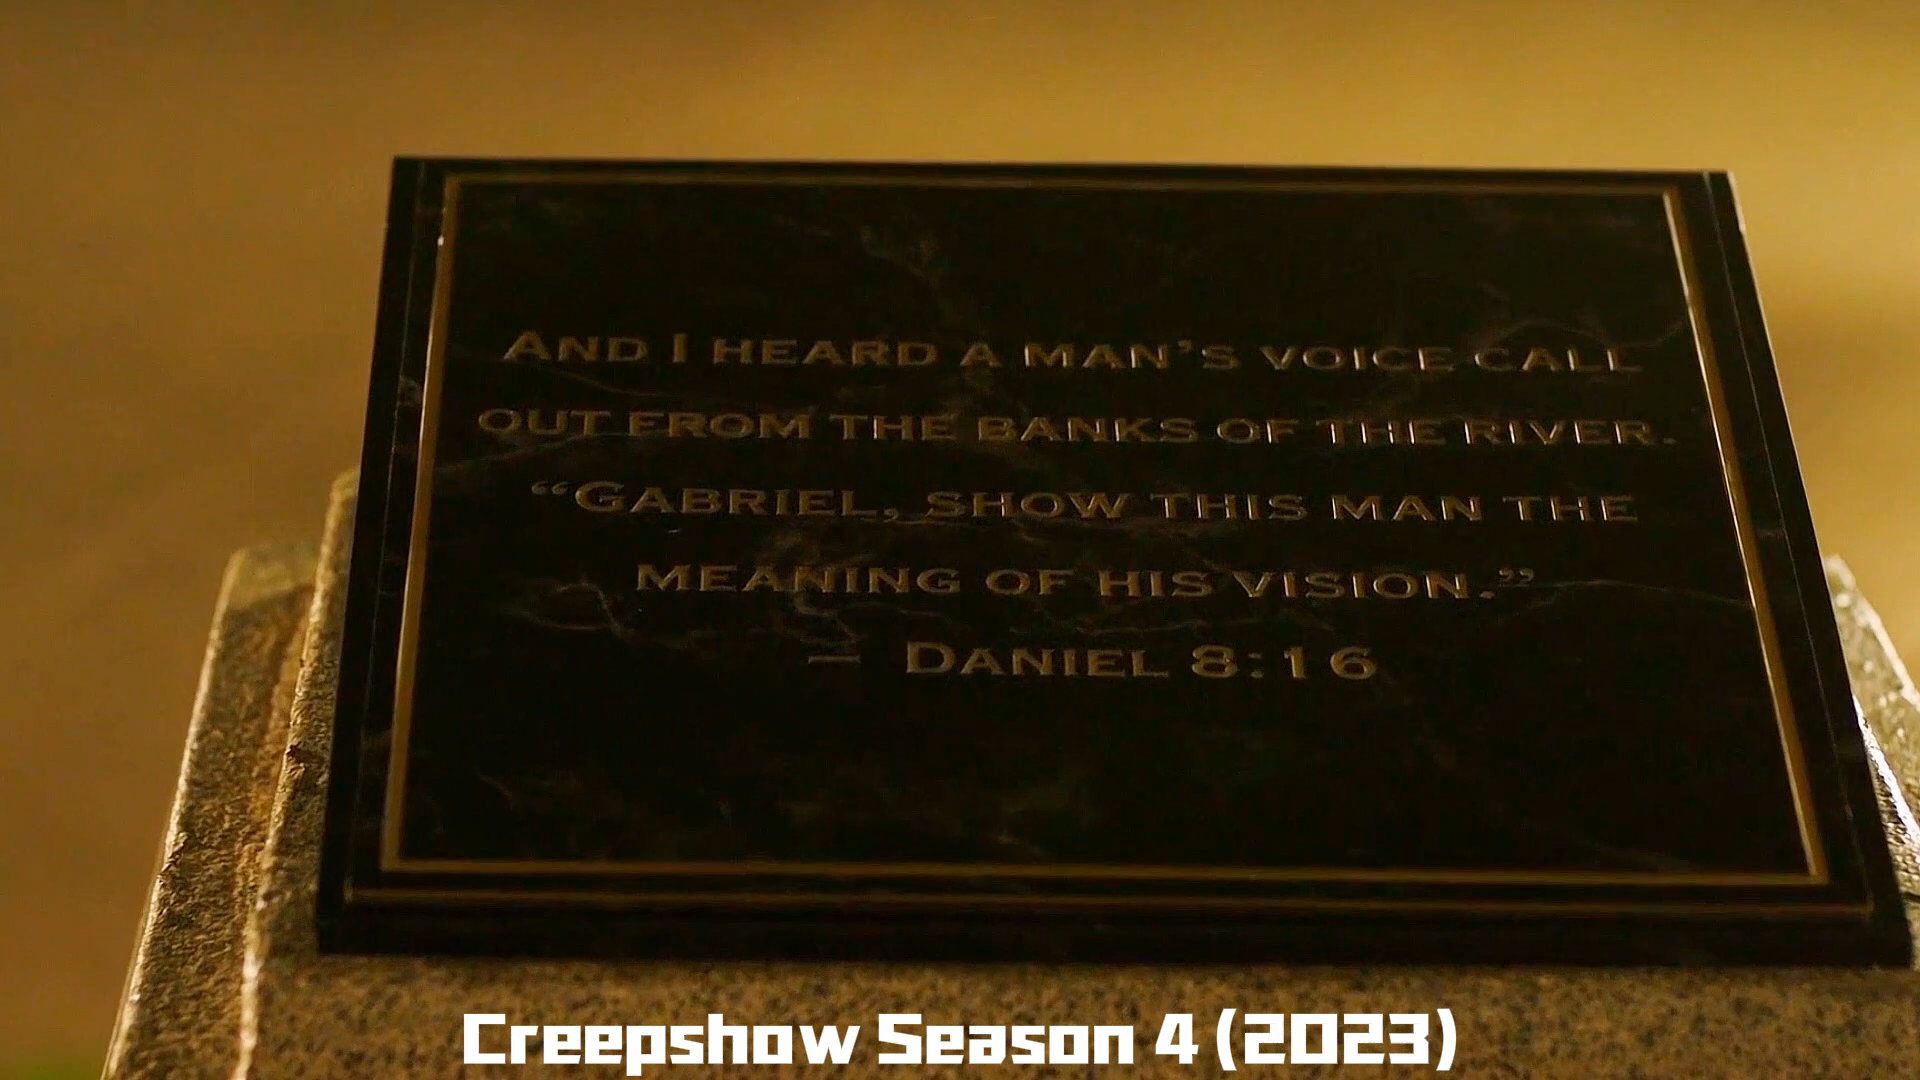 And I heard a man’s voice call
out from the banks of the river.
“Gabriel, show this man the
meaning of his vision.”
– Daniel 8:16
Creepshow Season 4 (2023)